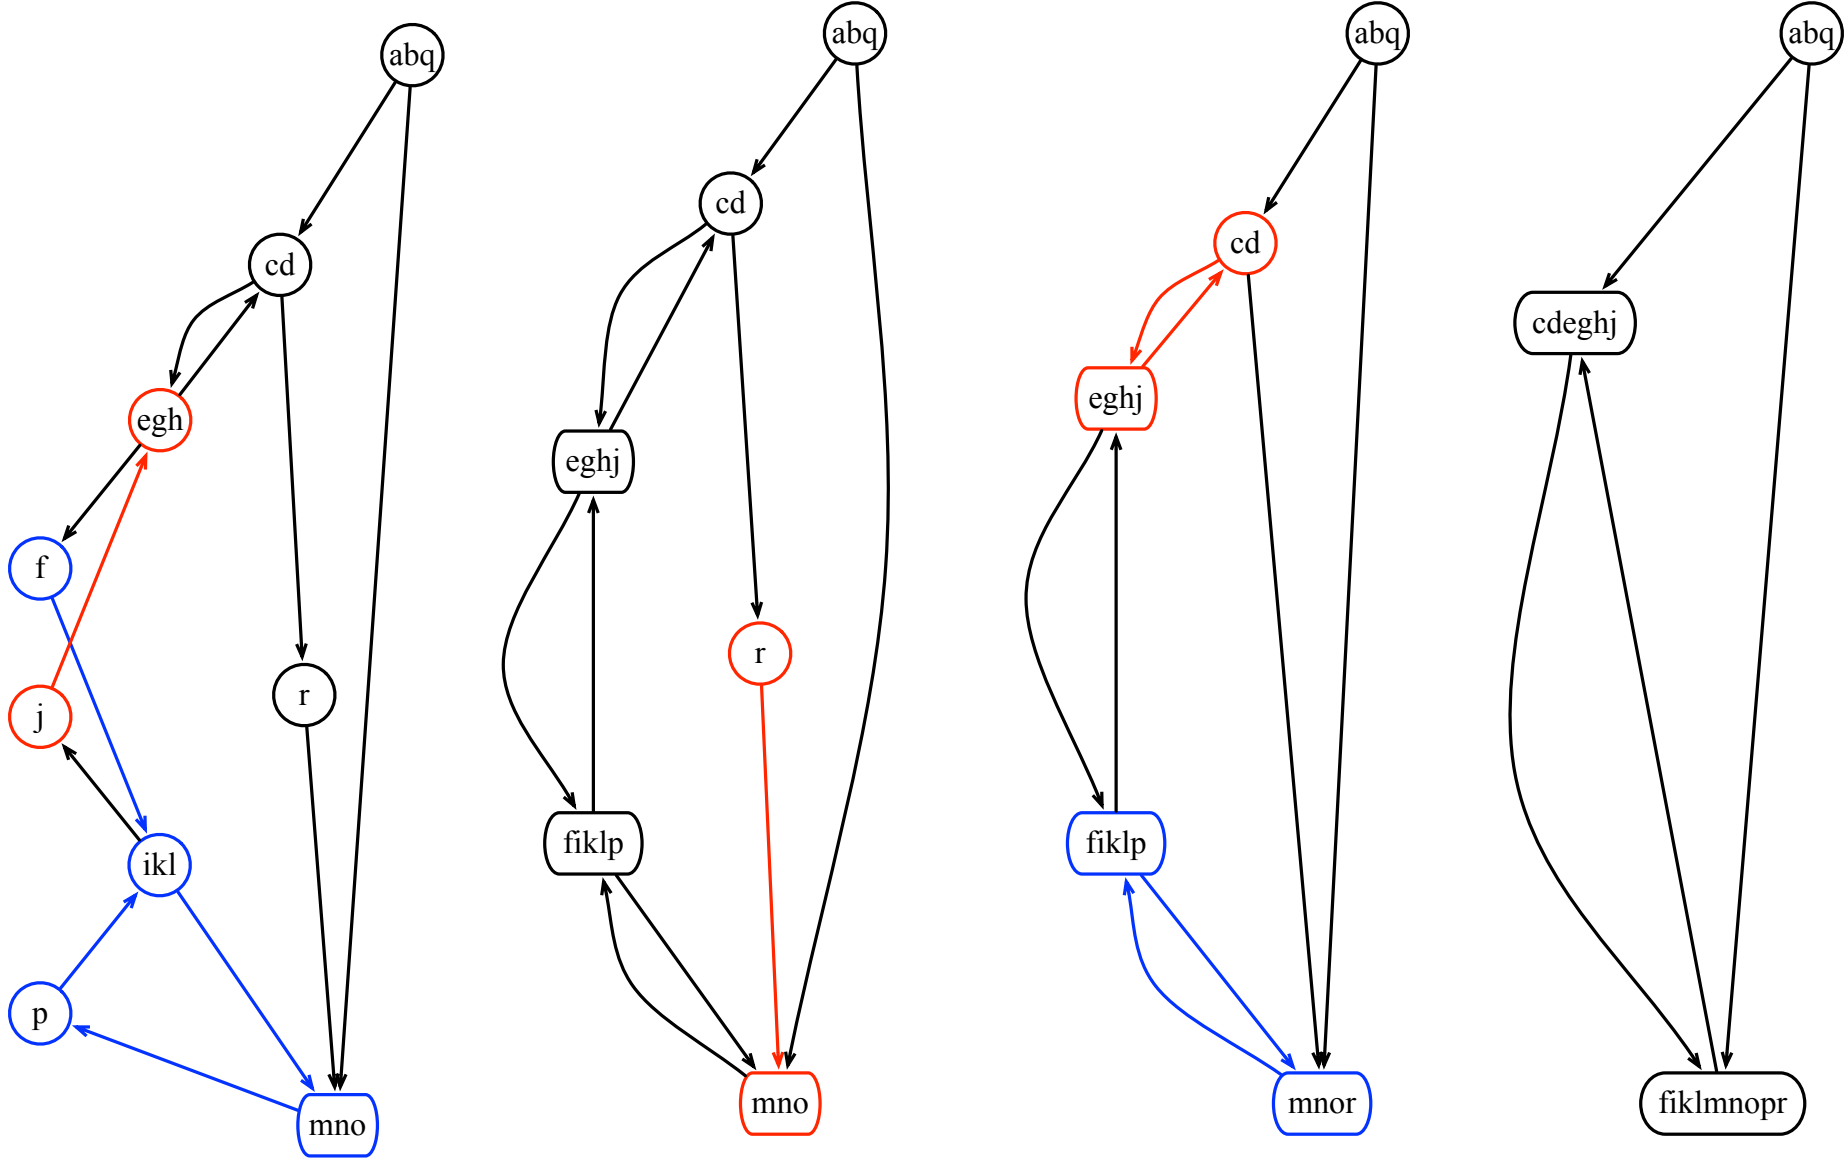 abq
cd
egh
f
j
r
ikl
p
mno
abq
cd
eghj
r
fiklp
mno
abq
cd
eghj
fiklp
mnor
abq
cdeghj
fiklmnopr